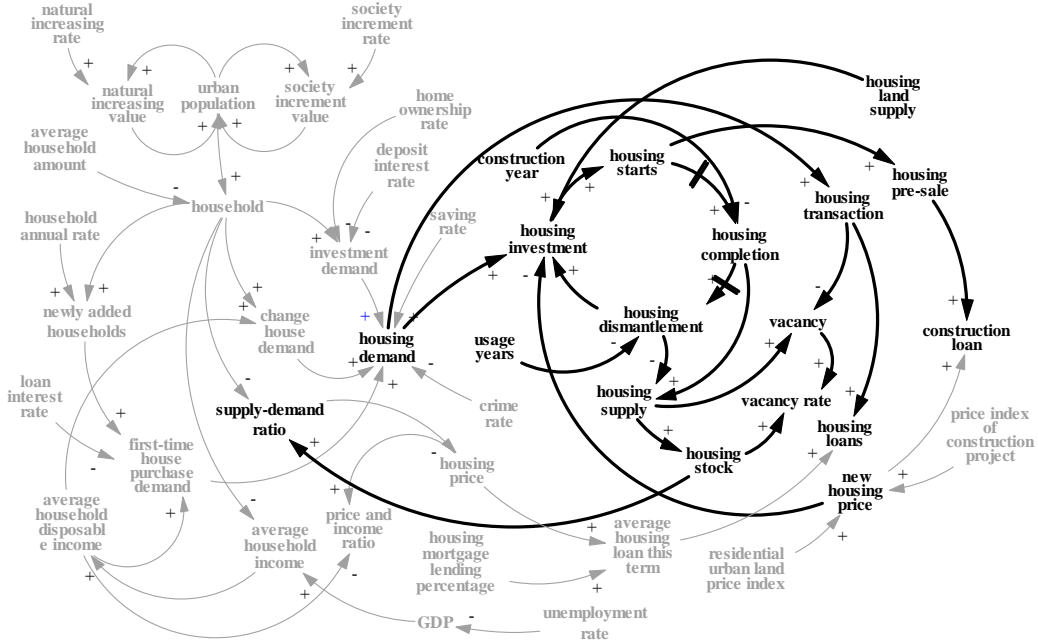 natural
increasing
rate
society
increment
rate
natural
increasing
value
urban
population
society
increment
value
housing
land
supply
home
ownership
rate
average
household
amount
deposit
interest
rate
construction
year
housing
starts
housing
pre-sale
household
housing
transaction
household
annual rate
saving
rate
housing
investment
housing
completion
investment
demand
newly added
households
change
house
demand
housing
demand
usage
years
housing
dismantlement
vacancy
construction
loan
loan
interest
rate
supply-demand
ratio
crime
rate
housing
supply
vacancy rate
housing
loans
price index
of
construction
project
first-time
house
purchase
demand
housing
price
housing
stock
new
housing
price
average
household
disposabl
e income
average
household
income
price and
income
ratio
housing
mortgage
lending
percentage
average
housing
loan this
term
residential
urban land
price index
GDP
unemployment
rate